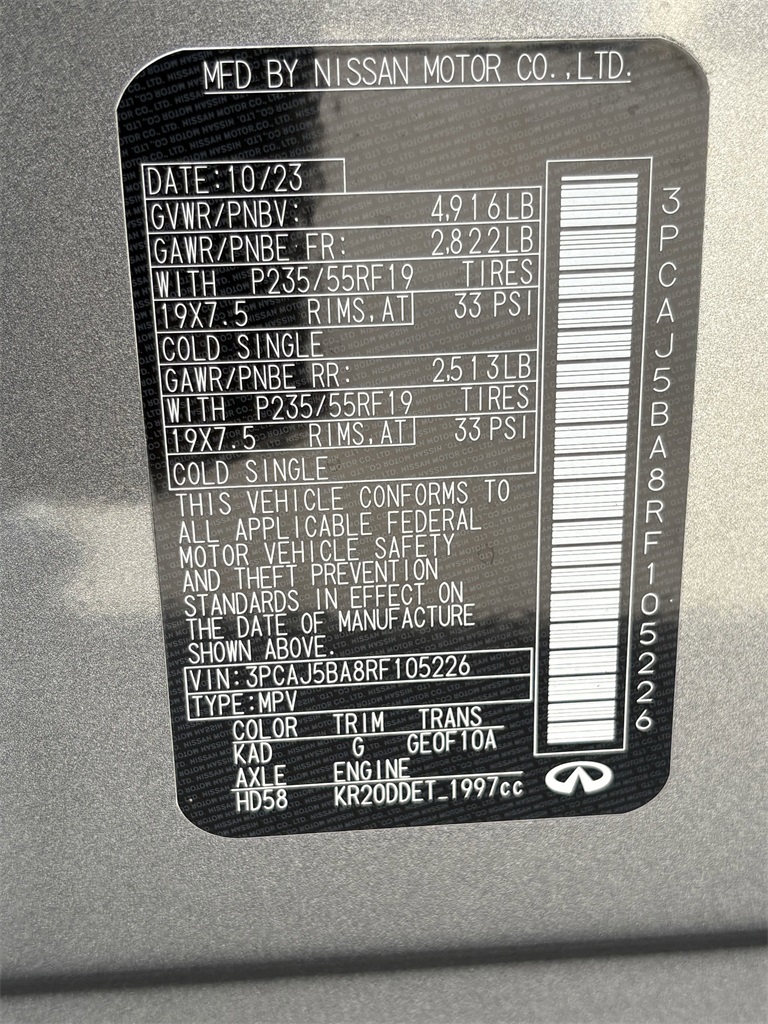 MFD BY NISSAN MOTOR CO.,LTD.
DATE:10/23
GVWR/PNBV: 4,916LB
GAWR/PNBE FR: 2,822LB
WITH P235/55RF19 TIRES
19X7.5 RIMS,AT 33 PSI
COLD SINGLE
GAWR/PNBE RR: 2,513LB
WITH P235/55RF19 TIRES
19X7.5 RIMS,AT 33 PSI
COLD SINGLE
THIS VEHICLE CONFORMS TO
ALL APPLICABLE FEDERAL
MOTOR VEHICLE SAFETY
AND THEFT PREVENTION
STANDARDS IN EFFECT ON
THE DATE OF MANUFACTURE
SHOWN ABOVE.
VIN:3PCAJ5BA8RF105226
TYPE:MPV
COLOR TRIM TRANS
KAD G GE0F10A
AXLE ENGINE
HD58 KR20DDET_1997cc
3PCAJ5BA8RF105226